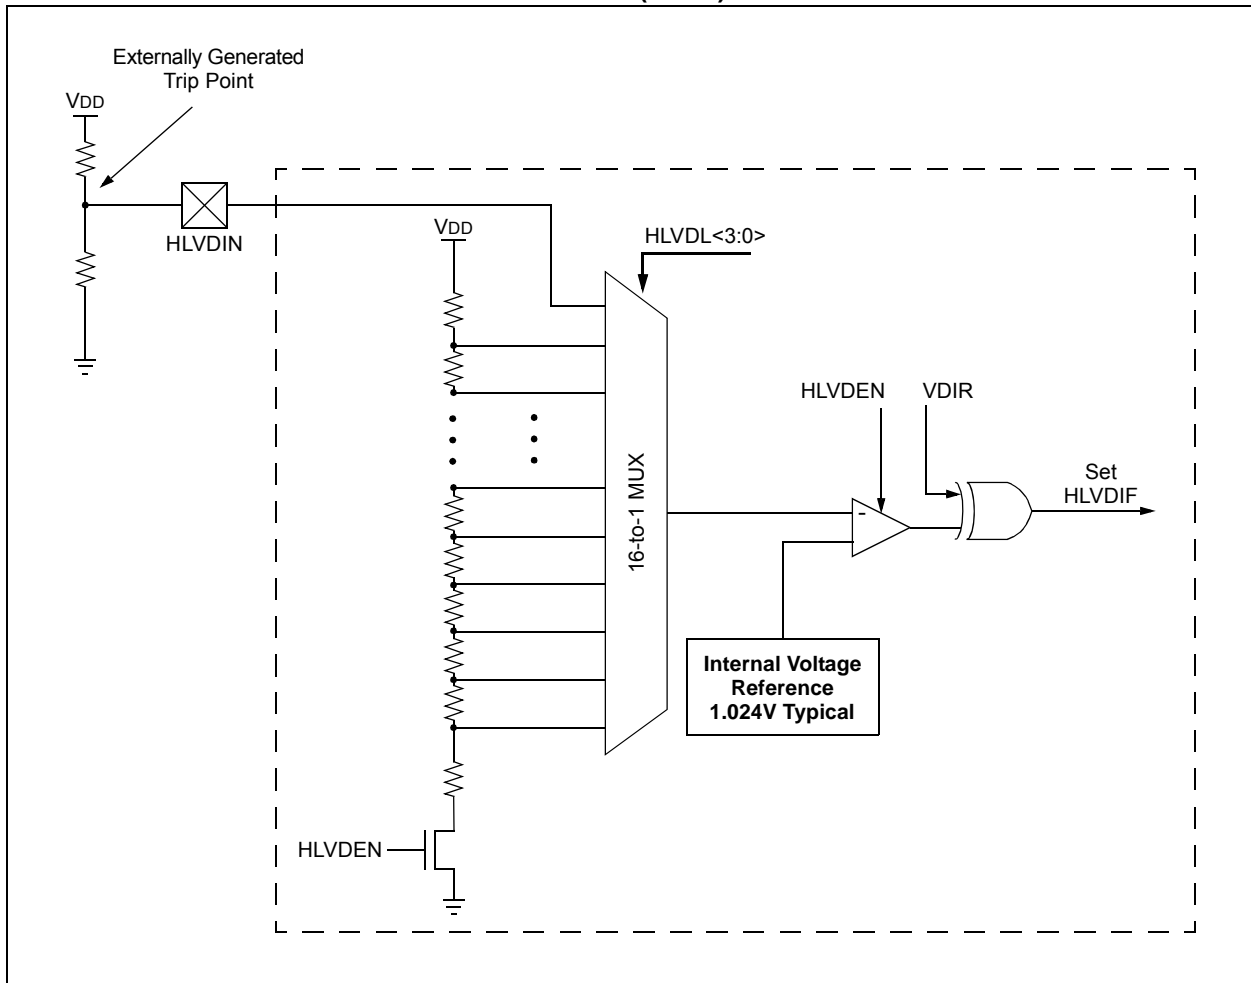 Externally Generated
Trip Point
VDD
HLVDIN
VDD
HLVDL<3:0>
16-to-1 MUX
HLVDEN
VDIR
Set
HLVDIF
-
Internal Voltage
Reference
1.024V Typical
HLVDEN